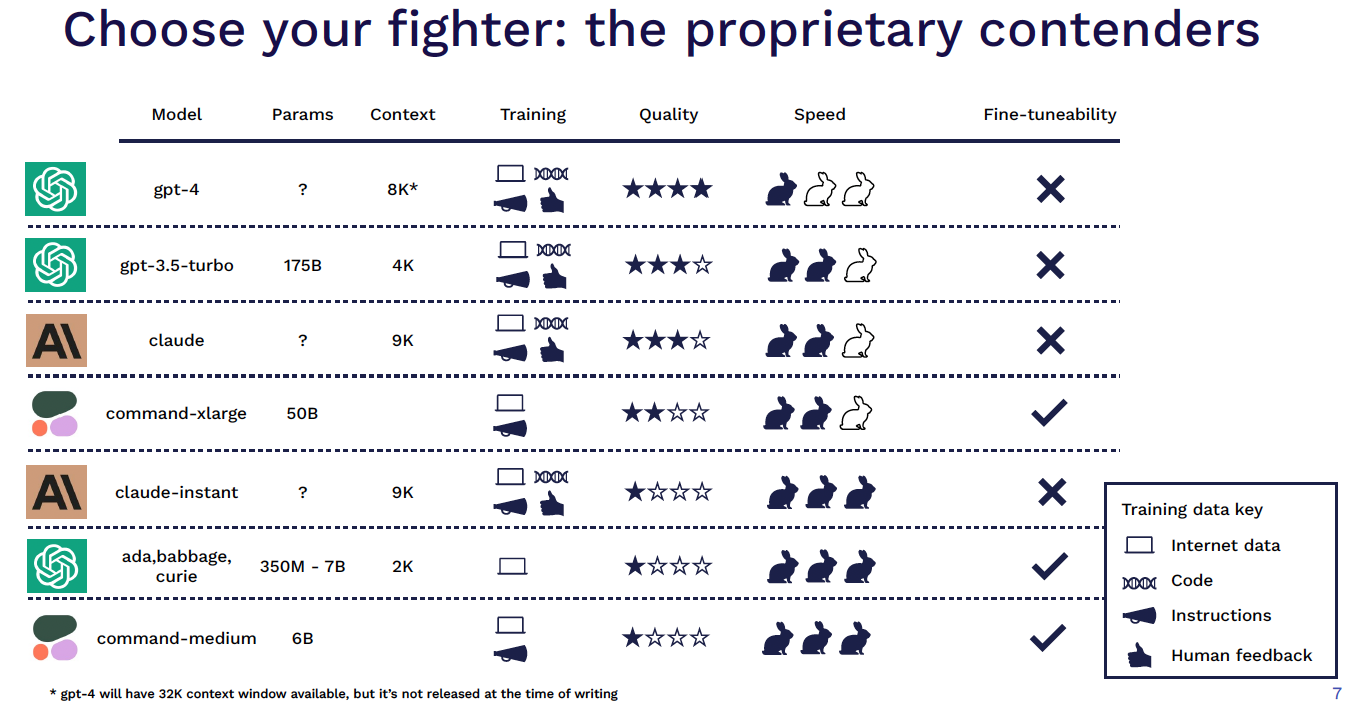 Choose your fighter: the proprietary contenders
Model Params Context Training Quality Speed Fine-tuneability
gpt-4 ? 8K*
gpt-3.5-turbo 175B 4K
claude ? 9K
command-xlarge 50B
claude-instant ? 9K
ada,babbage,
curie 350M - 7B 2K
command-medium 6B
Training data key
Internet data
Code
Instructions
Human feedback
* gpt-4 will have 32K context window available, but it's not released at the time of writing
7